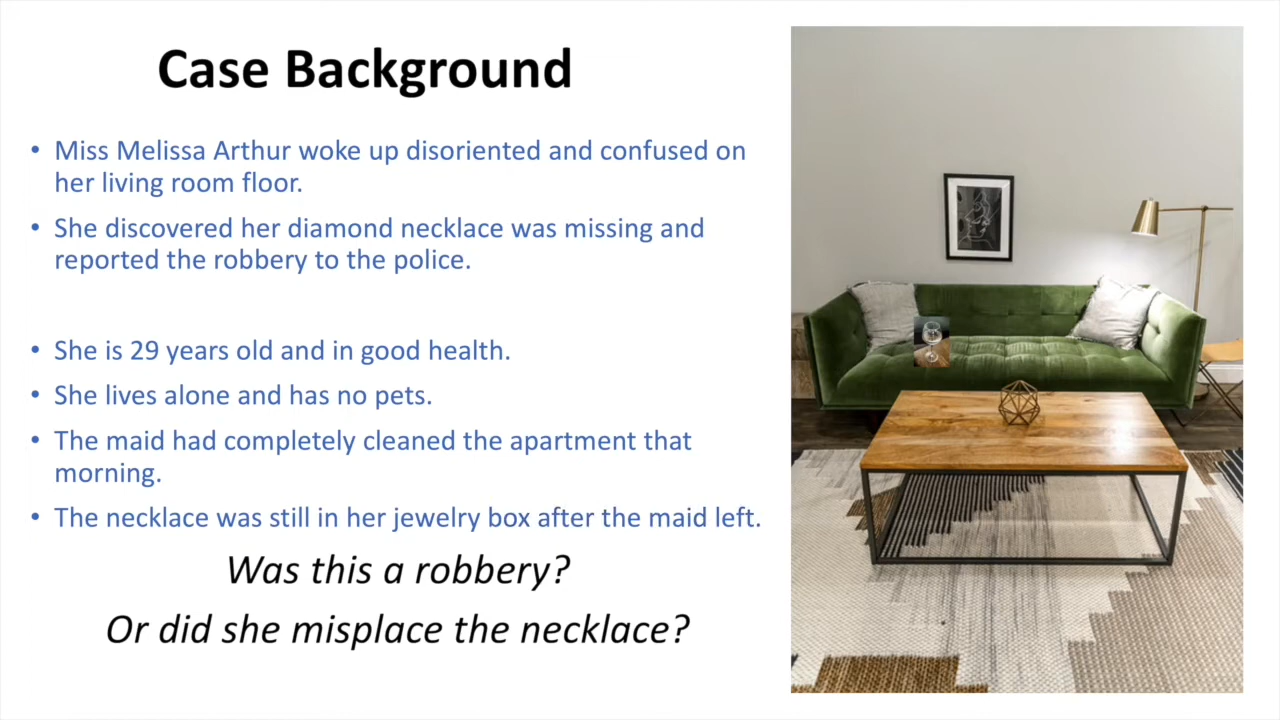 Case Background
• Miss Melissa Arthur woke up disoriented and confused on
her living room floor.
• She discovered her diamond necklace was missing and
reported the robbery to the police.
• She is 29 years old and in good health.
• She lives alone and has no pets.
• The maid had completely cleaned the apartment that
morning.
• The necklace was still in her jewelry box after the maid left.
Was this a robbery?
Or did she misplace the necklace?